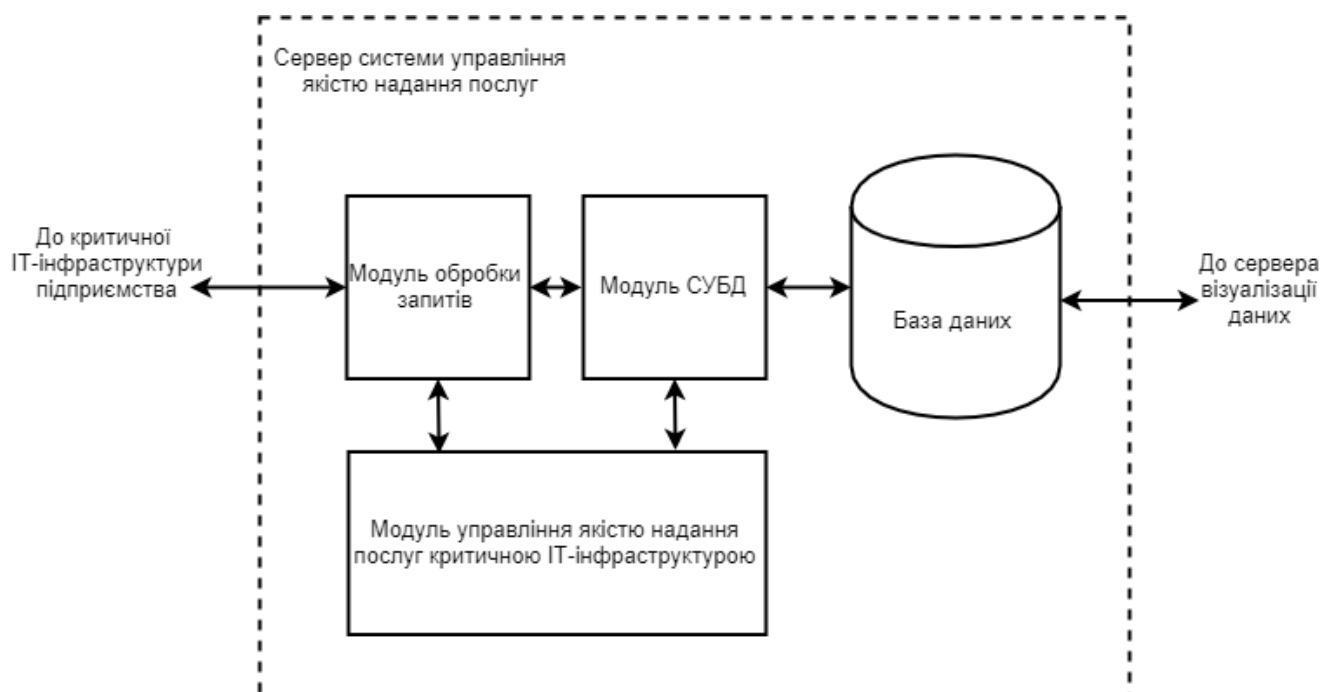 Сервер системи управління
якістю надання послуг
До критичної
ІТ-інфраструктури
підприємства
Модуль обробки
запитів
Модуль СУБД
База даних
До сервера
візуалізації
даних
Модуль управління якістю надання
послуг критичною ІТ-інфраструктурою